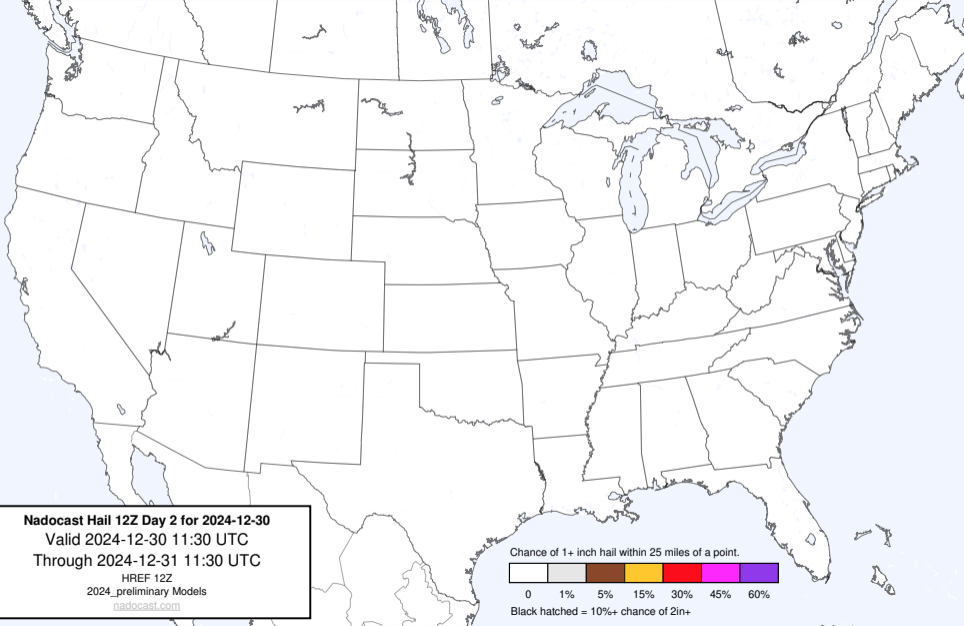 Nadocast Hail 12Z Day 2 for 2024-12-30
Valid 2024-12-30 11:30 UTC
Through 2024-12-31 11:30 UTC
HREF 12Z
2024_preliminary Models
nadocast.com
Chance of 1+ inch hail within 25 miles of a point.
0 1% 5% 15% 30% 45% 60%
Black hatched = 10%+ chance of 2in+